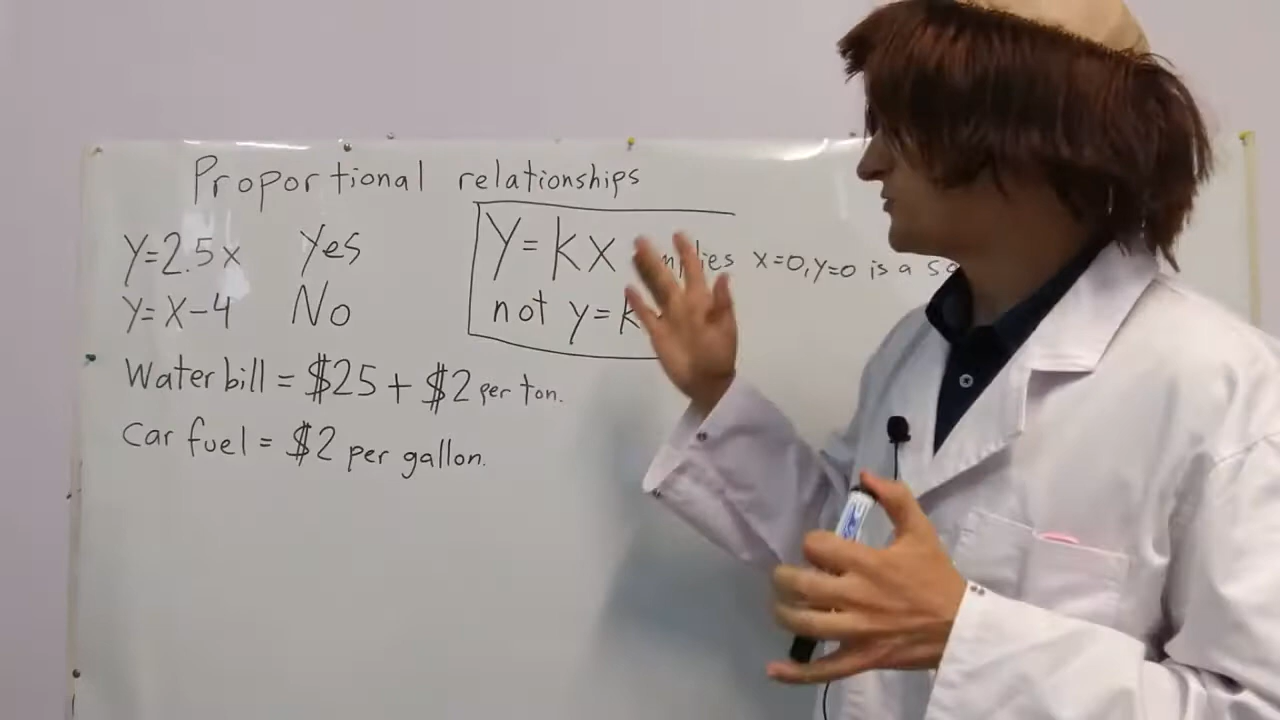 Proportional relationships
y=2.5x Yes
y=x-4 No
y=kx x=0,y=0 is a
not y=k
Water bill = $25 + $2 per ton.
Car fuel = $2 per gallon.